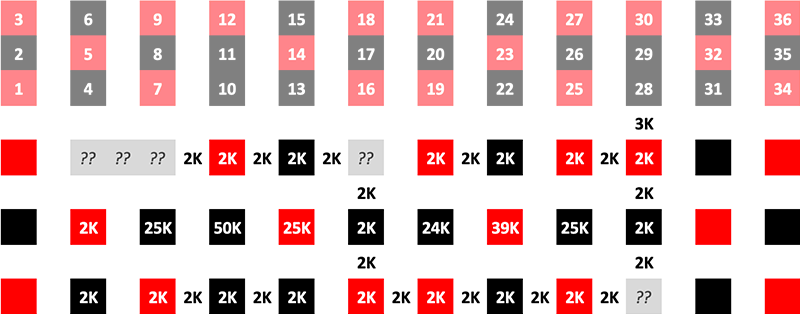 3 6 9 12 15 18 21 24 27 30 33 36
2 5 8 11 14 17 20 23 26 29 32 35
1 4 7 10 13 16 19 22 25 28 31 34
3K
?? ?? ?? 2K 2K 2K 2K 2K ?? 2K 2K 2K 2K 2K 2K
2K 2K
2K 25K 50K 25K 2K 24K 39K 25K 2K
2K 2K
2K 2K 2K 2K 2K 2K 2K 2K 2K 2K 2K 2K 2K 2K ??